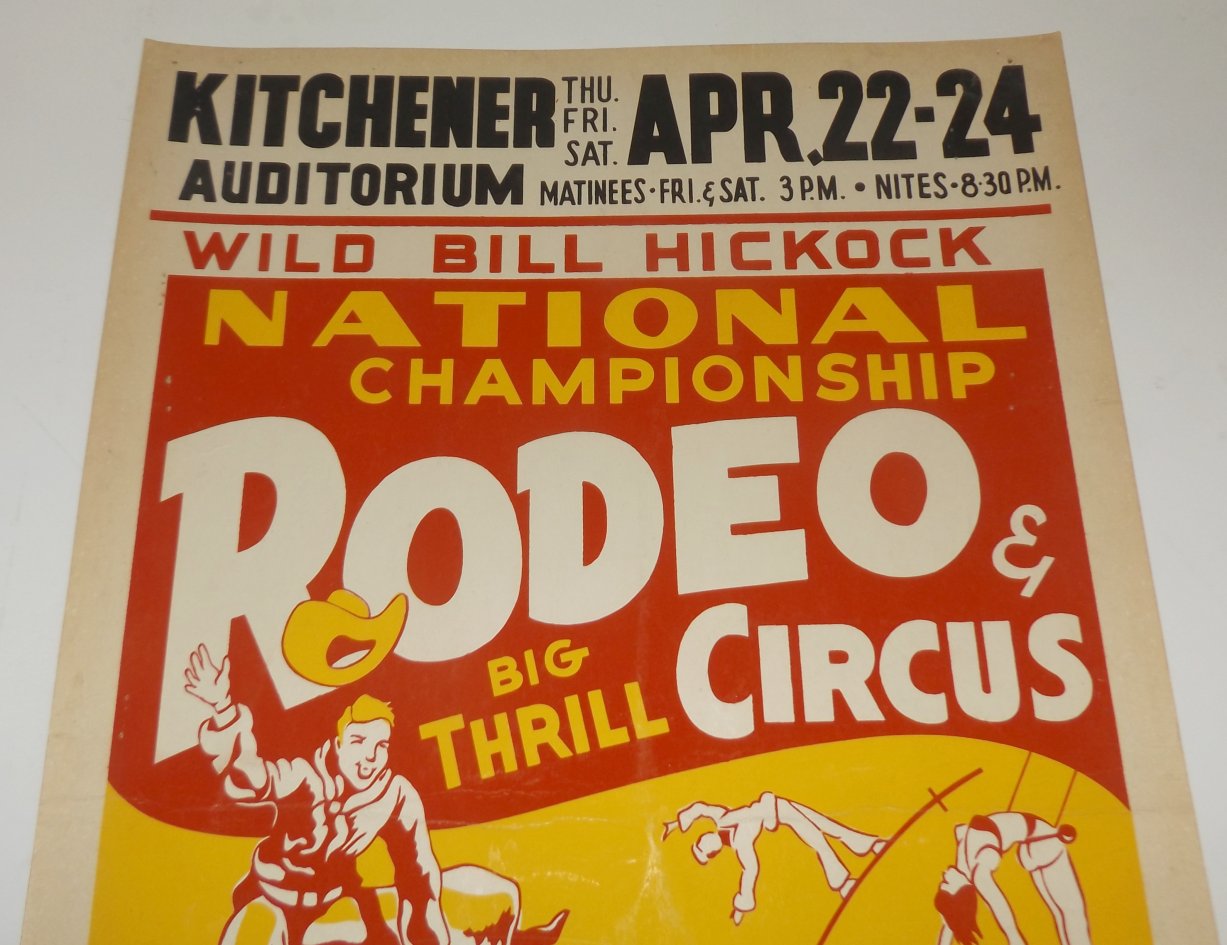 KITCHENER THU. FRI. SAT. APR. 22-24
AUDITORIUM MATINEES·FRI.&SAT. 3 P.M. • NITES·8·30 P.M.
WILD BILL HICKOCK
NATIONAL
CHAMPIONSHIP
RODEO &
BIG THRILL CIRCUS